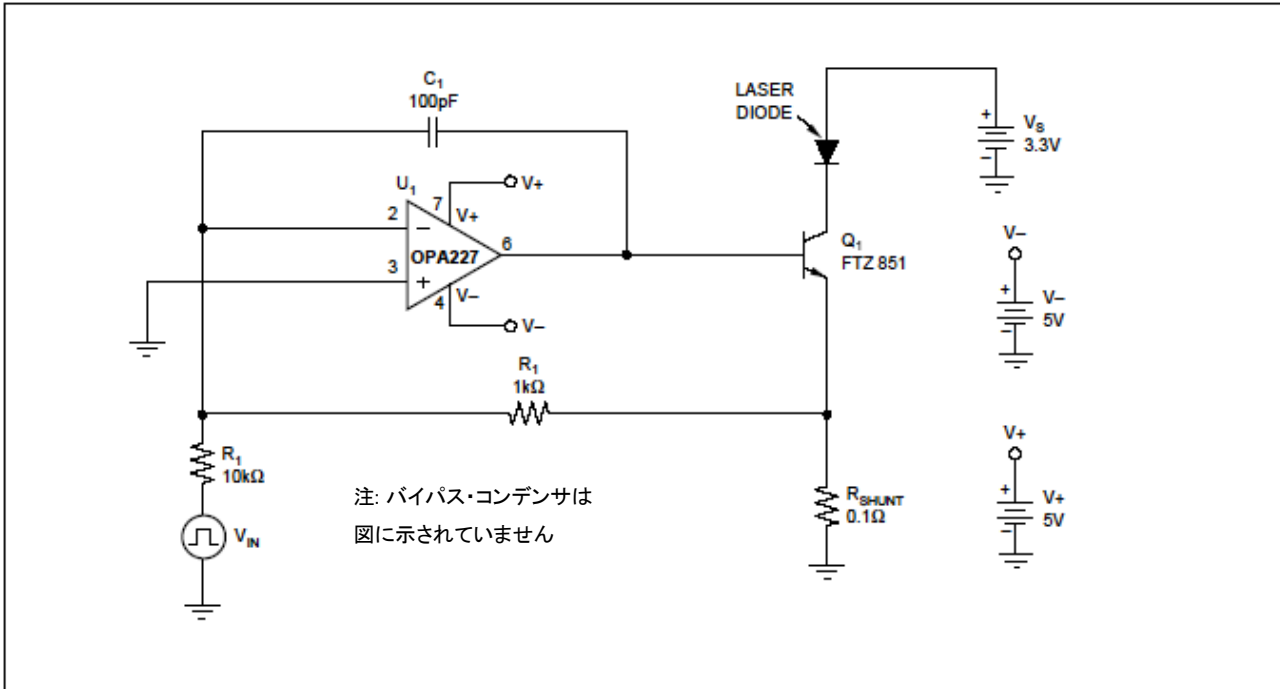 C1
100pF
LASER
DIODE
VS
3.3V
U1
7
V+
V+
2
−
OPA227
6
3
+
4
V−
V−
Q1
FTZ 851
V−
+
V−
−
5V
R1
1kΩ
R1
10kΩ
注: バイパス・コンデンサは
図に示されていません
VIN
RSHUNT
0.1Ω
V+
+
V+
−
5V
+
−